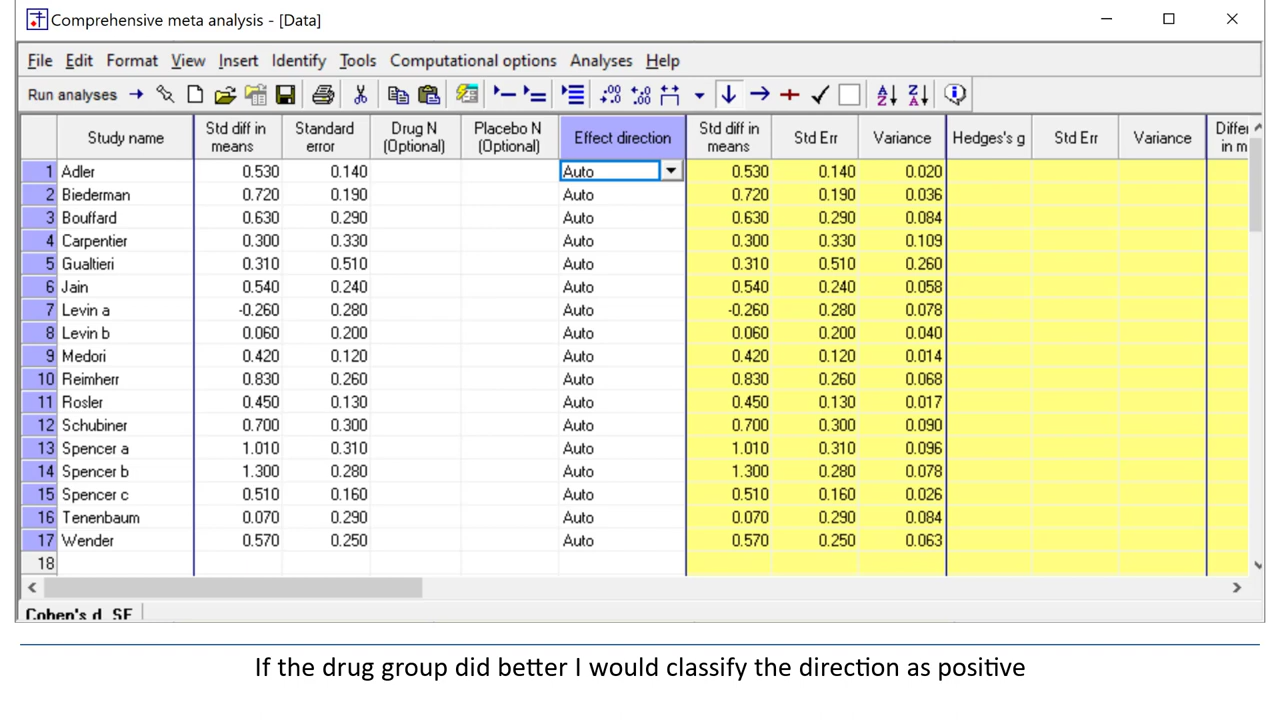 Comprehensive meta analysis - [Data]
File Edit Format View Insert Identify Tools Computational options Analyses Help
Run analyses
Study name Std diff in means Standard error Drug N (Optional) Placebo N (Optional) Effect direction Std diff in means Std Err Variance Hedges's g Std Err Variance Differ in m
1 Adler 0.530 0.140 Auto 0.530 0.140 0.020
2 Biederman 0.720 0.190 Auto 0.720 0.190 0.036
3 Bouffard 0.630 0.290 Auto 0.630 0.290 0.084
4 Carpentier 0.300 0.330 Auto 0.300 0.330 0.109
5 Gualtieri 0.310 0.510 Auto 0.310 0.510 0.260
6 Jain 0.540 0.240 Auto 0.540 0.240 0.058
7 Levin a -0.260 0.280 Auto -0.260 0.280 0.078
8 Levin b 0.060 0.200 Auto 0.060 0.200 0.040
9 Medori 0.420 0.120 Auto 0.420 0.120 0.014
10 Reimherr 0.830 0.260 Auto 0.830 0.260 0.068
11 Rosler 0.450 0.130 Auto 0.450 0.130 0.017
12 Schubiner 0.700 0.300 Auto 0.700 0.300 0.090
13 Spencer a 1.010 0.310 Auto 1.010 0.310 0.096
14 Spencer b 1.300 0.280 Auto 1.300 0.280 0.078
15 Spencer c 0.510 0.160 Auto 0.510 0.160 0.026
16 Tenenbaum 0.070 0.290 Auto 0.070 0.290 0.084
17 Wender 0.570 0.250 Auto 0.570 0.250 0.063
18
Cohen's d SE
If the drug group did better I would classify the direction as positive